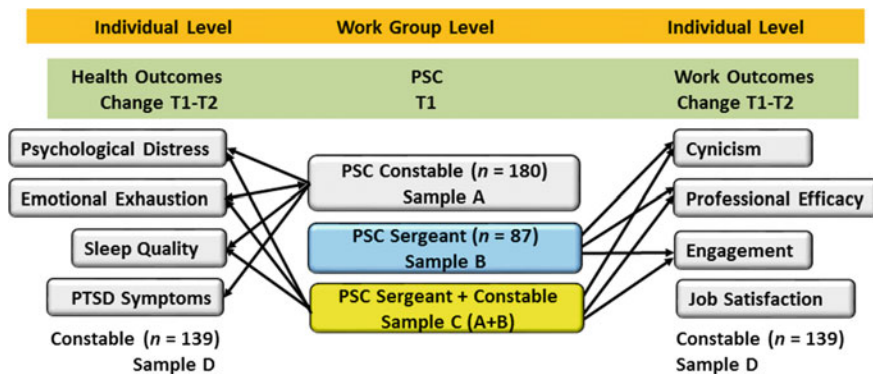 Individual Level
Work Group Level
Individual Level
Health Outcomes
Change T1-T2
PSC
T1
Work Outcomes
Change T1-T2
Psychological Distress
Emotional Exhaustion
Sleep Quality
PTSD Symptoms
Constable (n = 139)
Sample D
PSC Constable (n = 180)
Sample A
PSC Sergeant (n = 87)
Sample B
PSC Sergeant + Constable
Sample C (A+B)
Cynicism
Professional Efficacy
Engagement
Job Satisfaction
Constable (n = 139)
Sample D